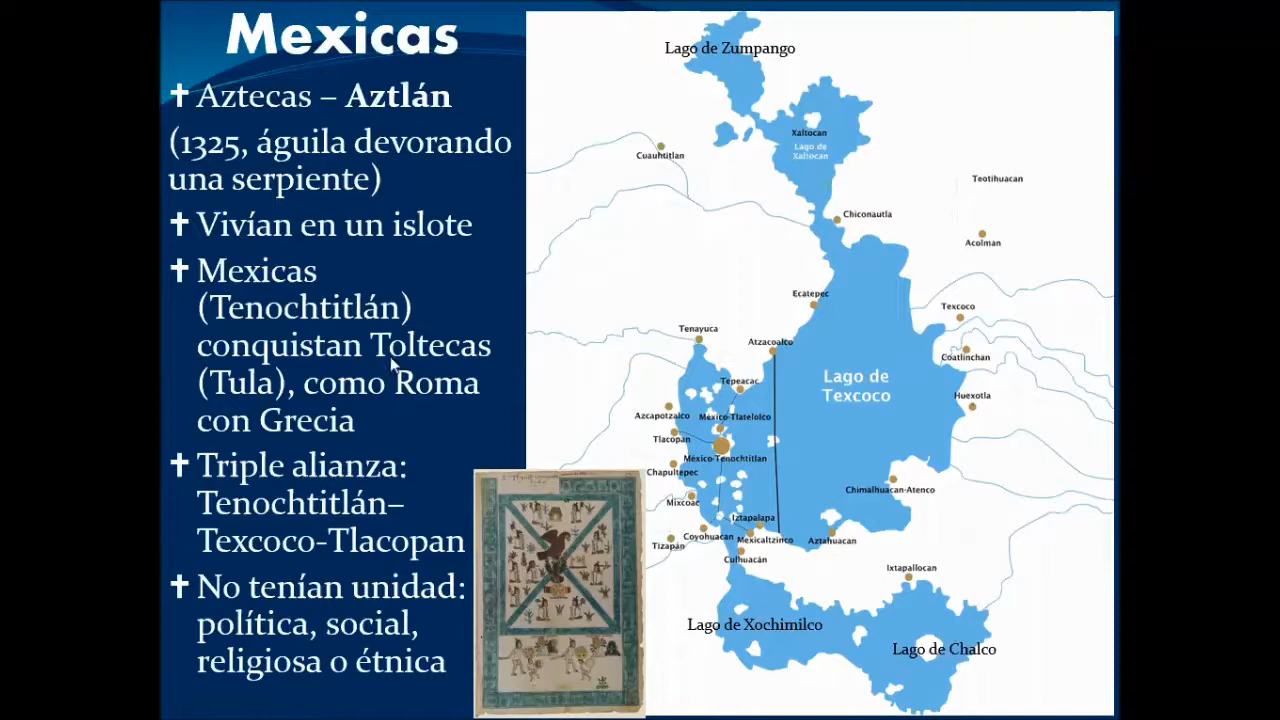 Mexicas
Aztecas – Aztlán
(1325, águila devorando
una serpiente)
Vivían en un islote
Mexicas
(Tenochtitlán)
conquistan Toltecas
(Tula), como Roma
con Grecia
Triple alianza:
Tenochtitlán–
Texcoco-Tlacopan
No tenían unidad:
política, social,
religiosa o étnica
Lago de Zumpango
Xaltocan
Lago de
Xaltocan
Cuauhtitlan
Teotihuacan
Chiconautla
Acolman
Ecatepec
Texcoco
Tenayuca
Atzacoalco
Coatlinchan
Lago de
Texcoco
Tepeacac
Huexotla
Azcapotzalco
México-Tlatelolco
Tlacopan
México-Tenochtitlan
Chapultepec
Chimalhuacan-Atenco
Mixcoac
Iztapalapa
Coyohuacan
Mexicaltzinco
Aztahuacan
Tizapán
Culhuacán
Ixtapallocan
Lago de Xochimilco
Lago de Chalco